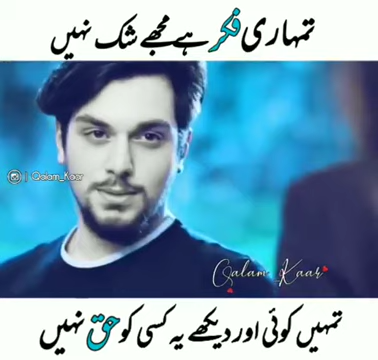 تمہاری فکر ہے مجھے شک نہیں
Qalam_Kaar
Qalam Kaar
تمہیں کوئی اور دیکھے یہ کسی کو حق نہیں